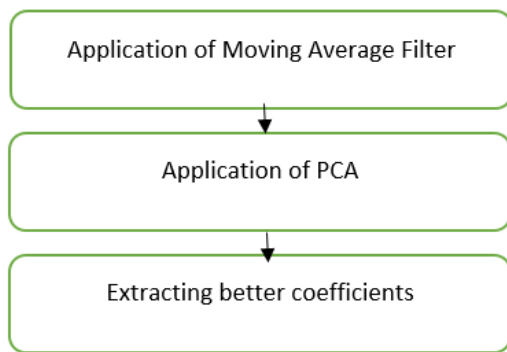 Application of Moving Average Filter
Application of PCA
Extracting better coefficients